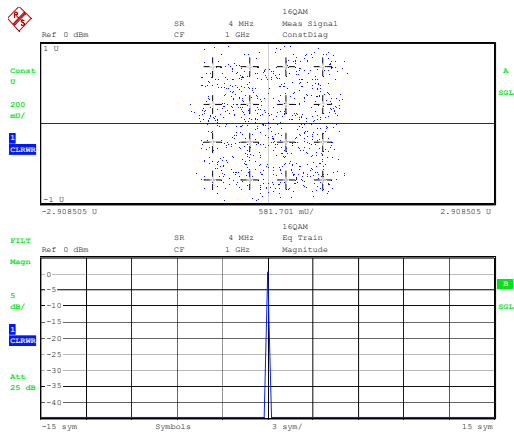 R S
16QAM
SR 4 MHz Meas Signal
Ref 0 dBm CF 1 GHz ConstDiag
1 U
Const
U
200
mU/
1
CLRWR
A
SGL
-1 U
-2.908505 U 581.701 mU/ 2.908505 U
16QAM
FILT SR 4 MHz Eq Train
Ref 0 dBm CF 1 GHz Magnitude
Magn
0
-5
-10
-15
-20
-25
-30
-35
-40
5
dB/
1
CLRWR
Att
25 dB
B
SGL
-15 sym Symbols 3 sym/ 15 sym